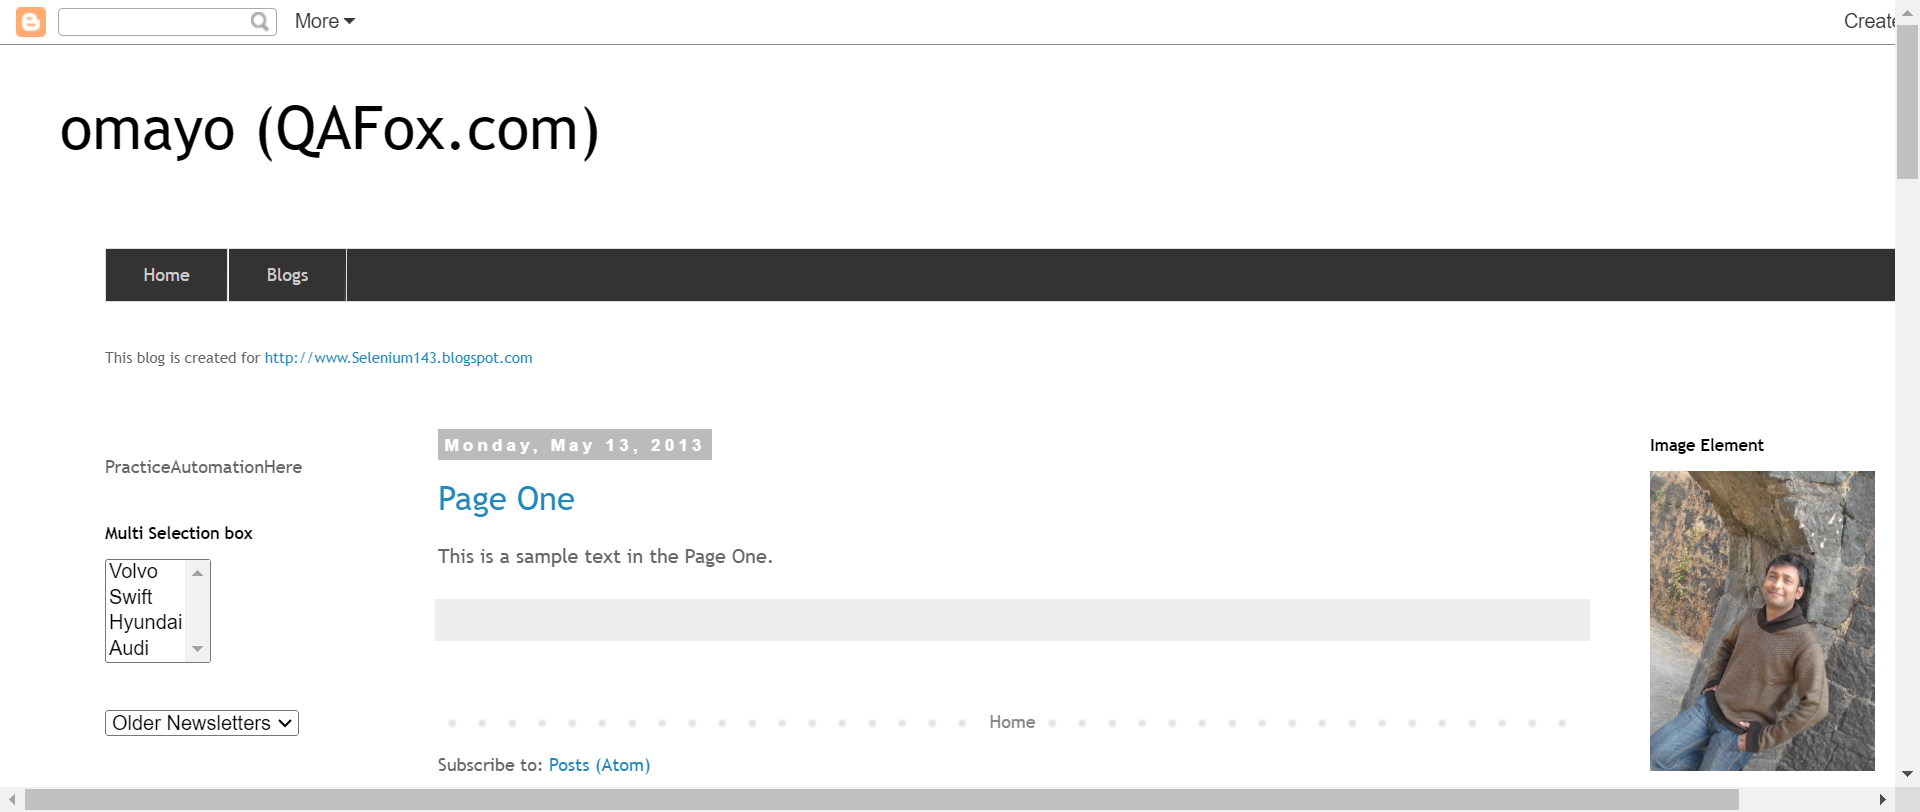 More
Create
omayo (QAFox.com)
Home
Blogs
This blog is created for http://www.Selenium143.blogspot.com
PracticeAutomationHere
Multi Selection box
Volvo
Swift
Hyundai
Audi
Older Newsletters
Monday, May 13, 2013
Page One
This is a sample text in the Page One.
Home
Subscribe to: Posts (Atom)
Image Element